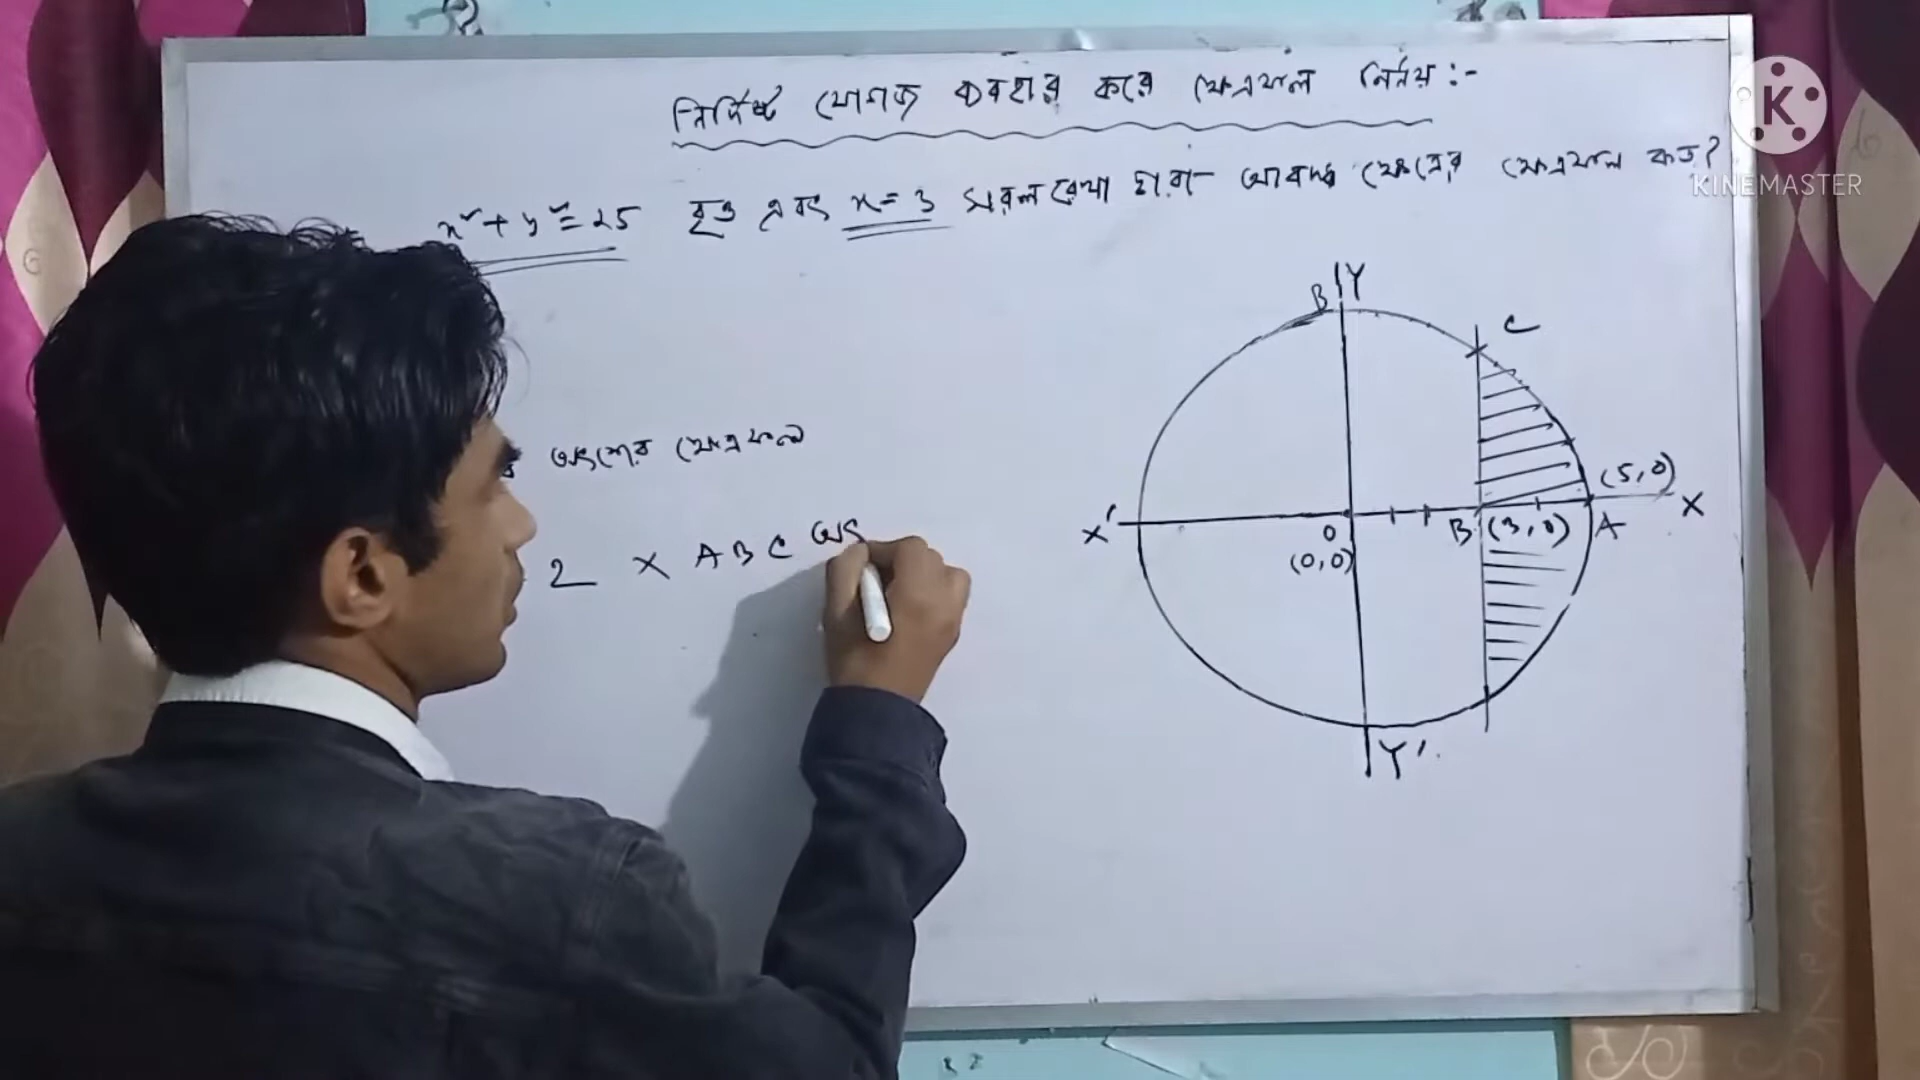 নির্দিষ্ট যোগজ ব্যবহার করে ক্ষেত্রফল নির্নয় :-
x² + y² = 25 বৃত্ত এবং x = 3 সরলরেখা দ্বারা আবদ্ধ ক্ষেত্রের ক্ষেত্রফল কত?
KINEMASTER
Y
B
C
অংশের ক্ষেত্রফল
(5,0)
X
2 × ABC অং
X'
O
B
(3,0)
A
(0,0)
Y'